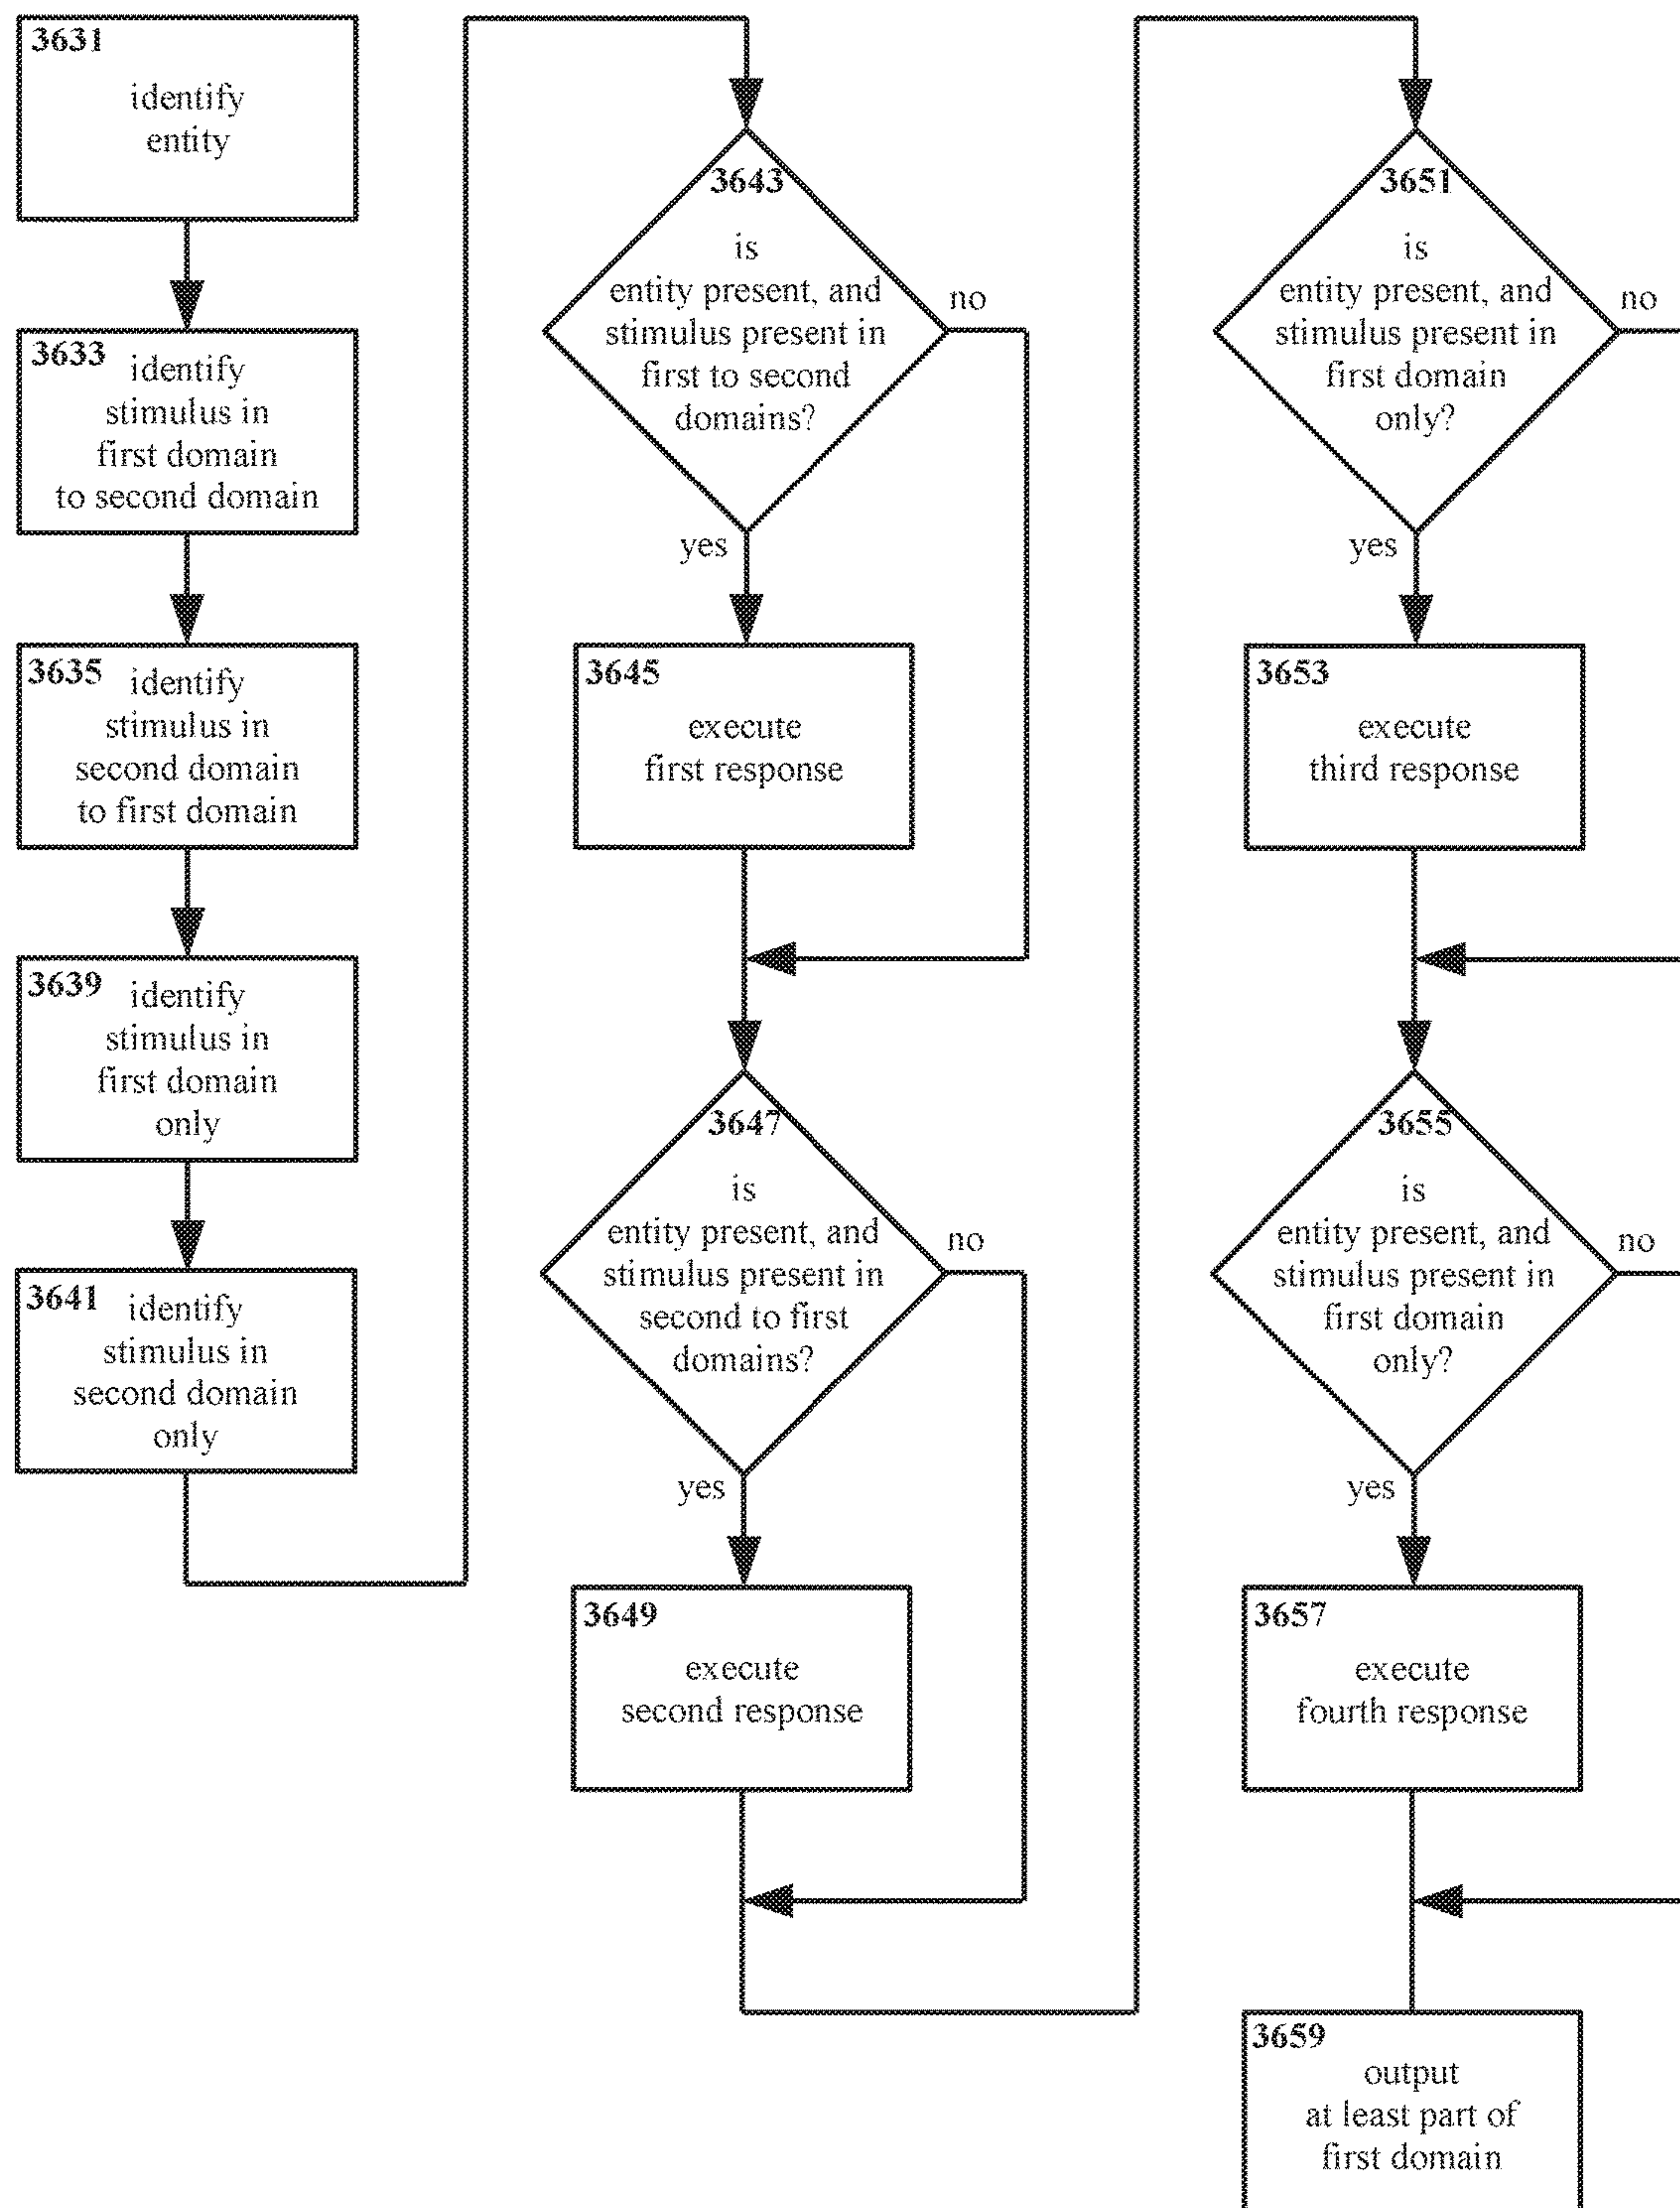 3631
identify
entity
3633
identify
stimulus in
first domain
to second domain
3635
identify
stimulus in
second domain
to first domain
3639
identify
stimulus in
first domain
only
3641
identify
stimulus in
second domain
only
3643
is
entity present, and
stimulus present in
first to second
domains?
no
yes
3645
execute
first response
3647
is
entity present, and
stimulus present in
second to first
domains?
no
yes
3649
execute
second response
3651
is
entity present, and
stimulus present in
first domain
only?
no
yes
3653
execute
third response
3655
is
entity present, and
stimulus present in
first domain
only?
no
yes
3657
execute
fourth response
3659
output
at least part of
first domain